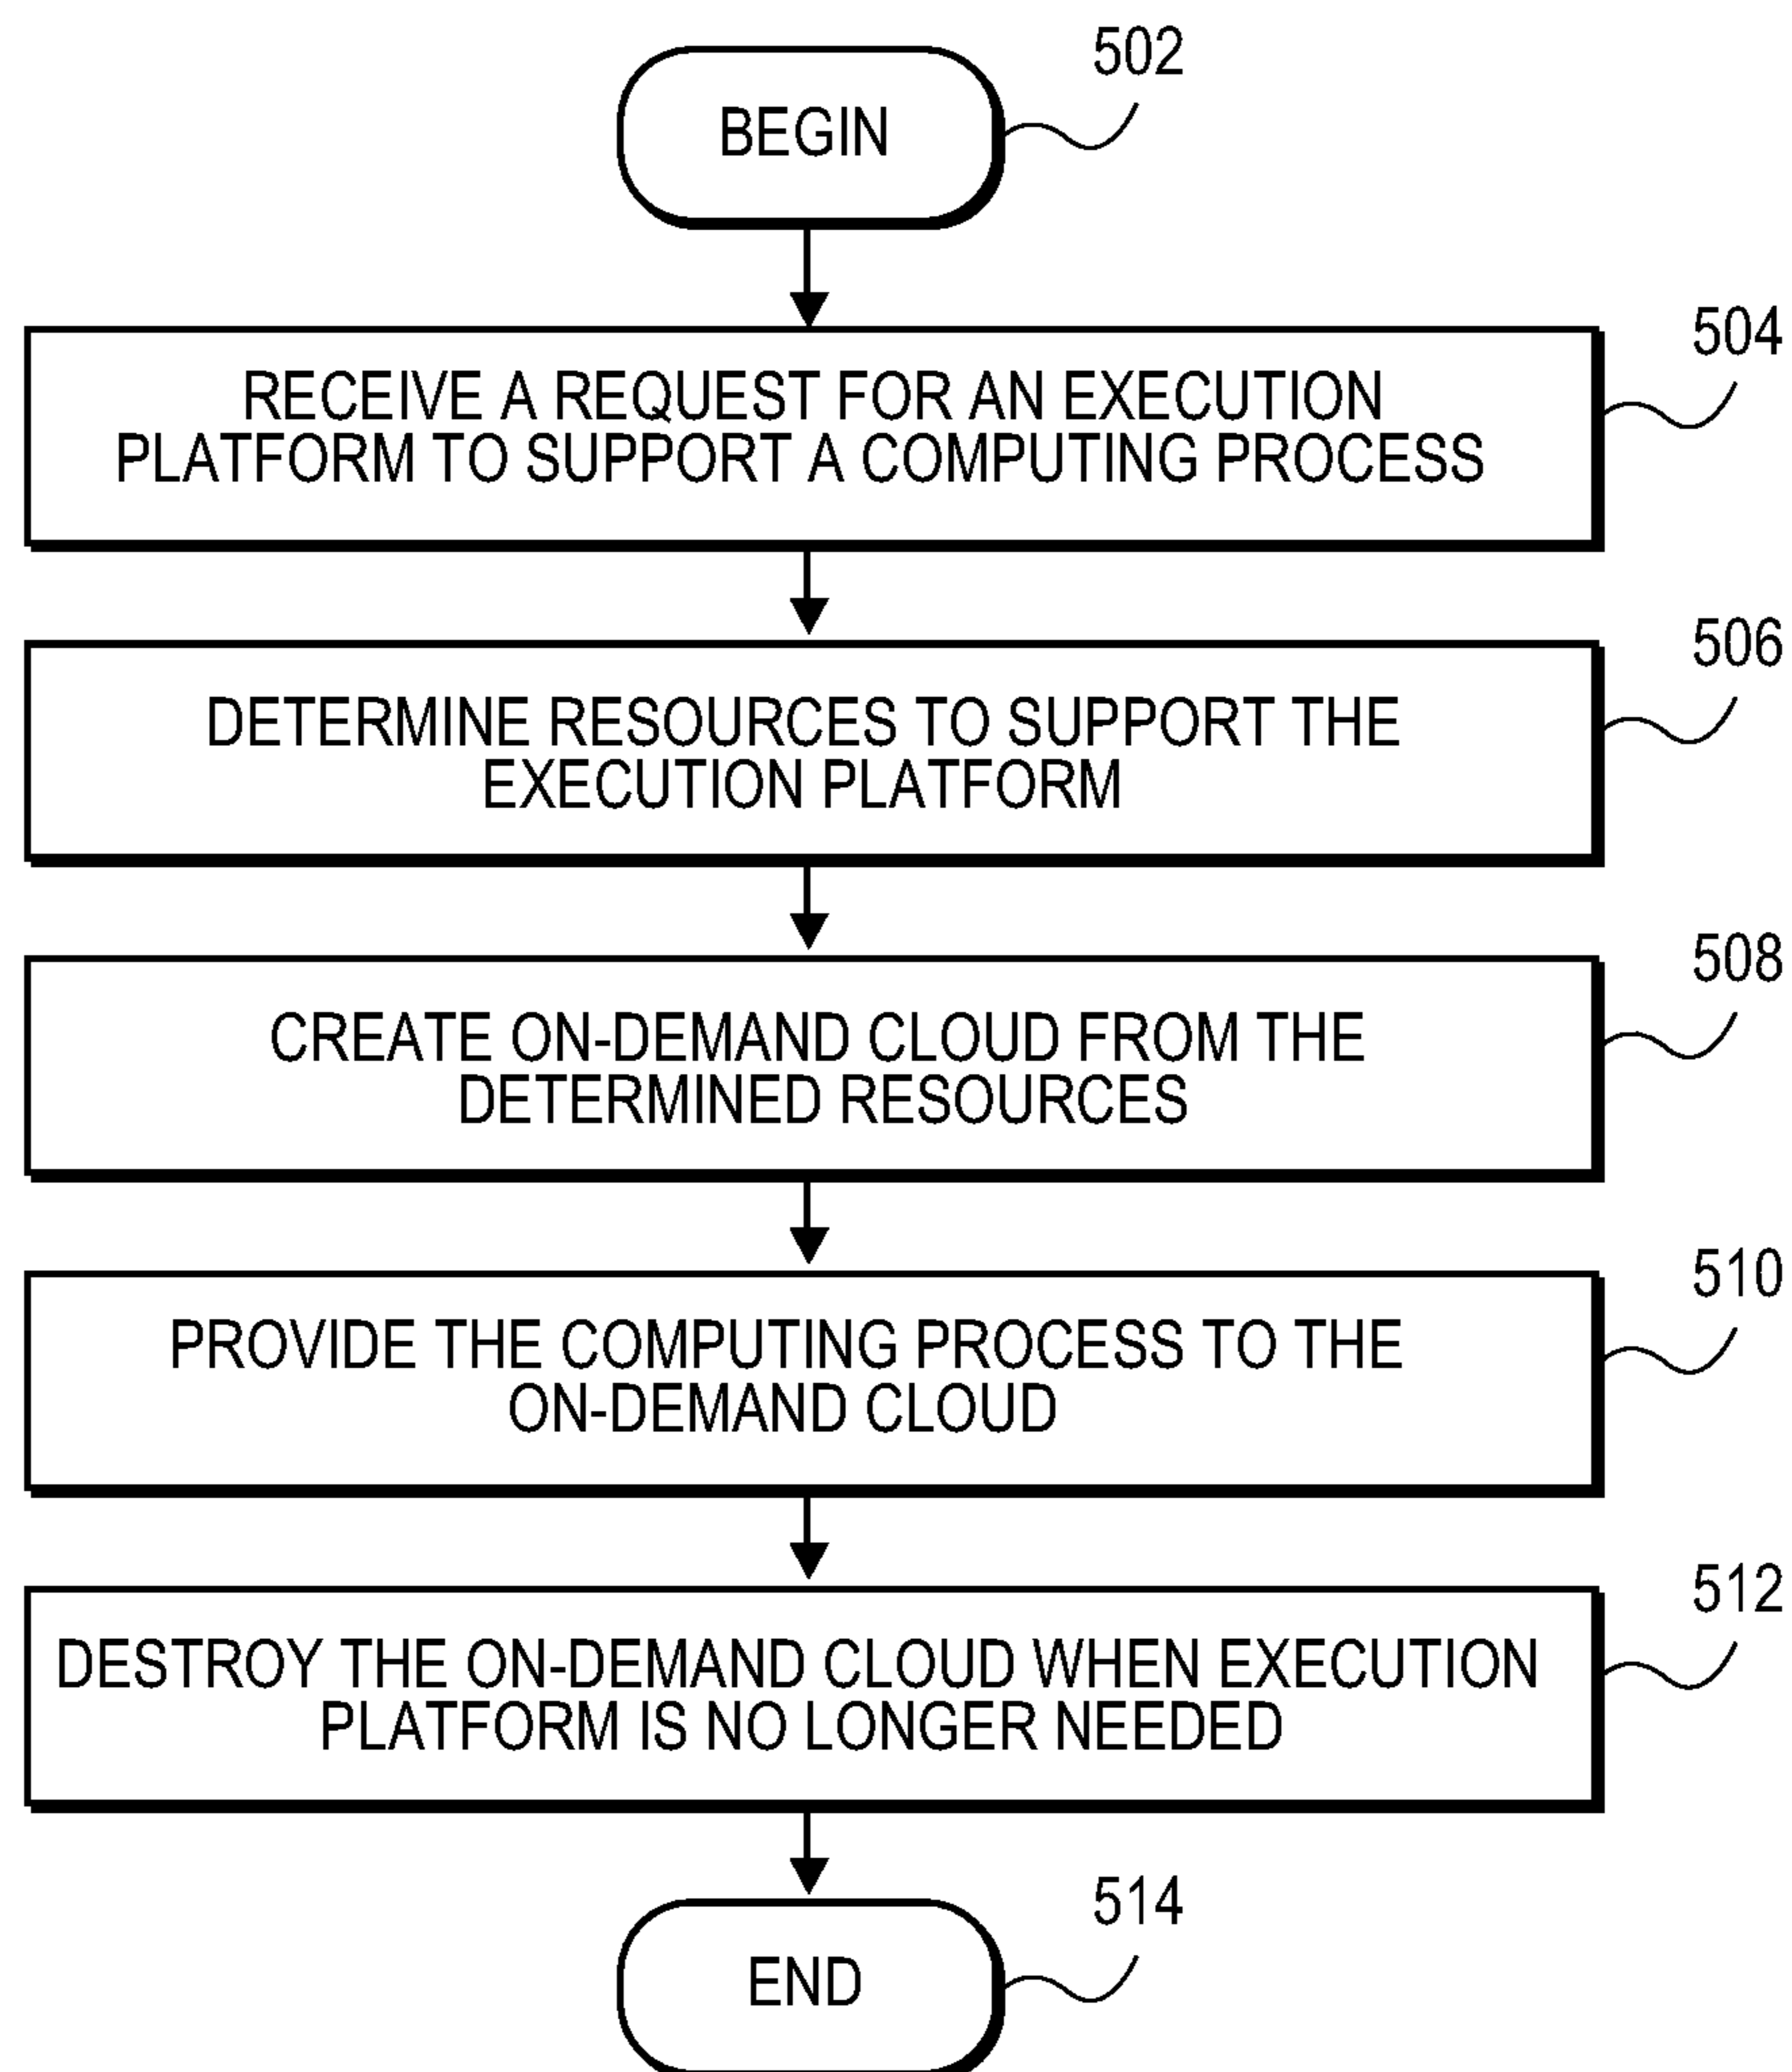 502
BEGIN
504
RECEIVE A REQUEST FOR AN EXECUTION
PLATFORM TO SUPPORT A COMPUTING PROCESS
506
DETERMINE RESOURCES TO SUPPORT THE
EXECUTION PLATFORM
508
CREATE ON-DEMAND CLOUD FROM THE
DETERMINED RESOURCES
510
PROVIDE THE COMPUTING PROCESS TO THE
ON-DEMAND CLOUD
512
DESTROY THE ON-DEMAND CLOUD WHEN EXECUTION
PLATFORM IS NO LONGER NEEDED
514
END